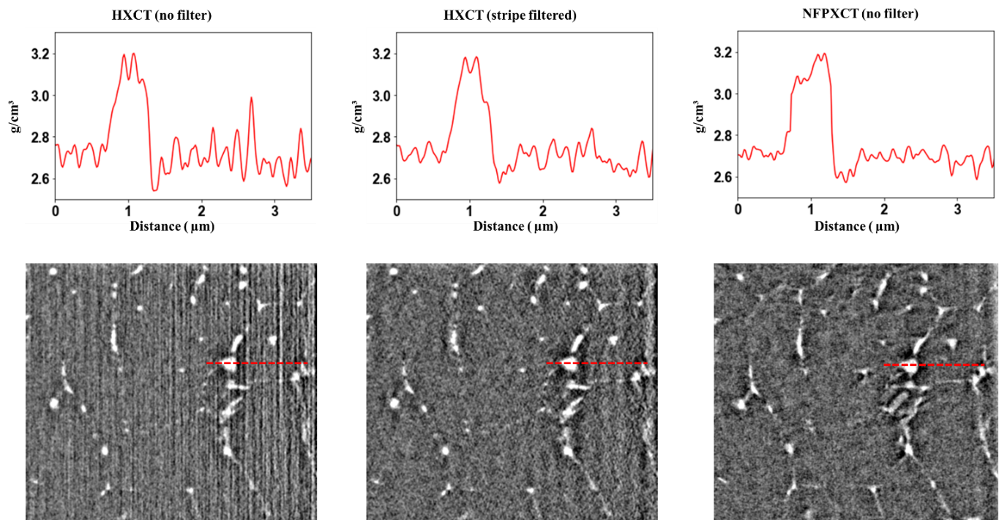 HXCT (no filter)
HXCT (stripe filtered)
NFPXCT (no filter)
g/cm³
3.2
3.0
2.8
2.6
0
1
2
3
Distance ( µm)
g/cm³
3.2
3.0
2.8
2.6
0
1
2
3
Distance ( µm)
g/cm³
3.2
3.0
2.8
2.6
0
1
2
3
Distance ( µm)